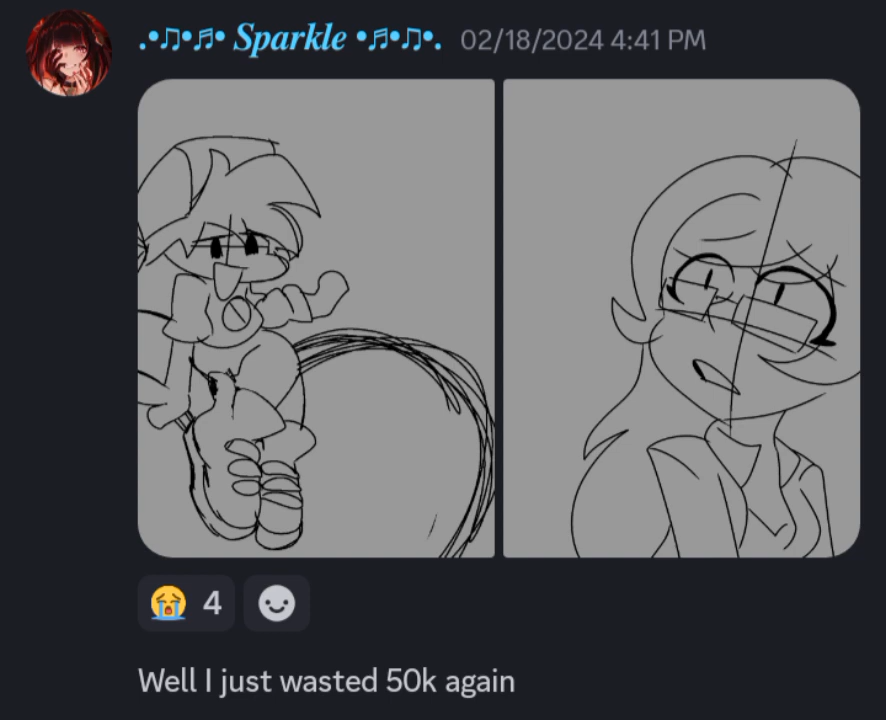 .•♫•♬• Sparkle •♬•♫•. 02/18/2024 4:41 PM
4
Well I just wasted 50k again